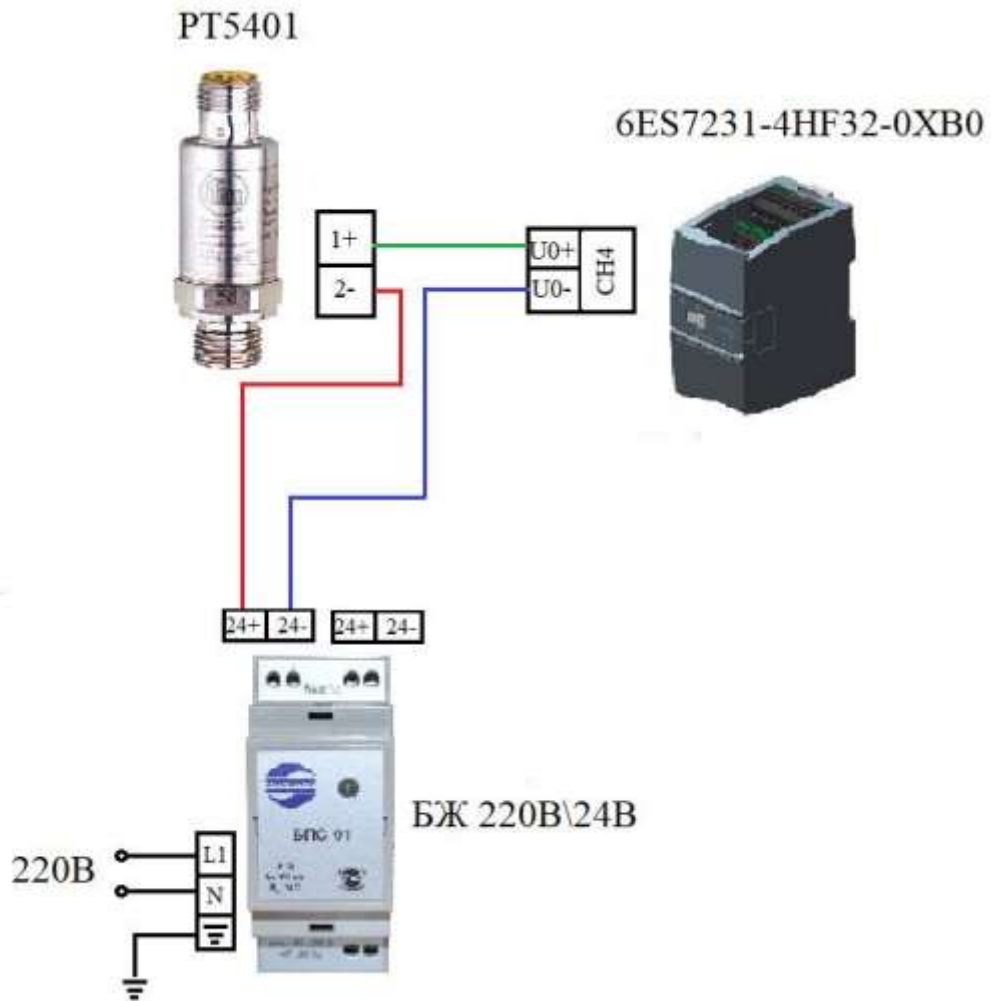 PT5401
6ES7231-4HF32-0XB0
1+
2-
U0+
U0-
CH4
24+ 24- 24+ 24-
БПС 01
БЖ 220В\24В
220В
L1
N